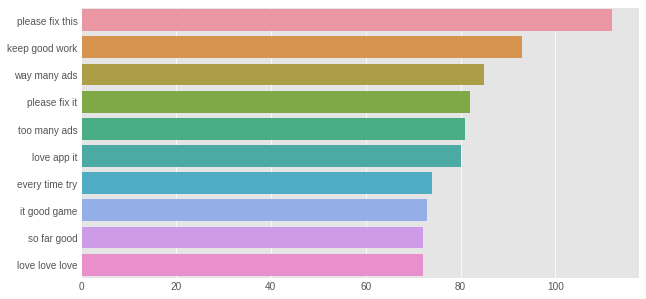 please fix this
keep good work
way many ads
please fix it
too many ads
love app it
every time try
it good game
so far good
love love love
0 20 40 60 80 100